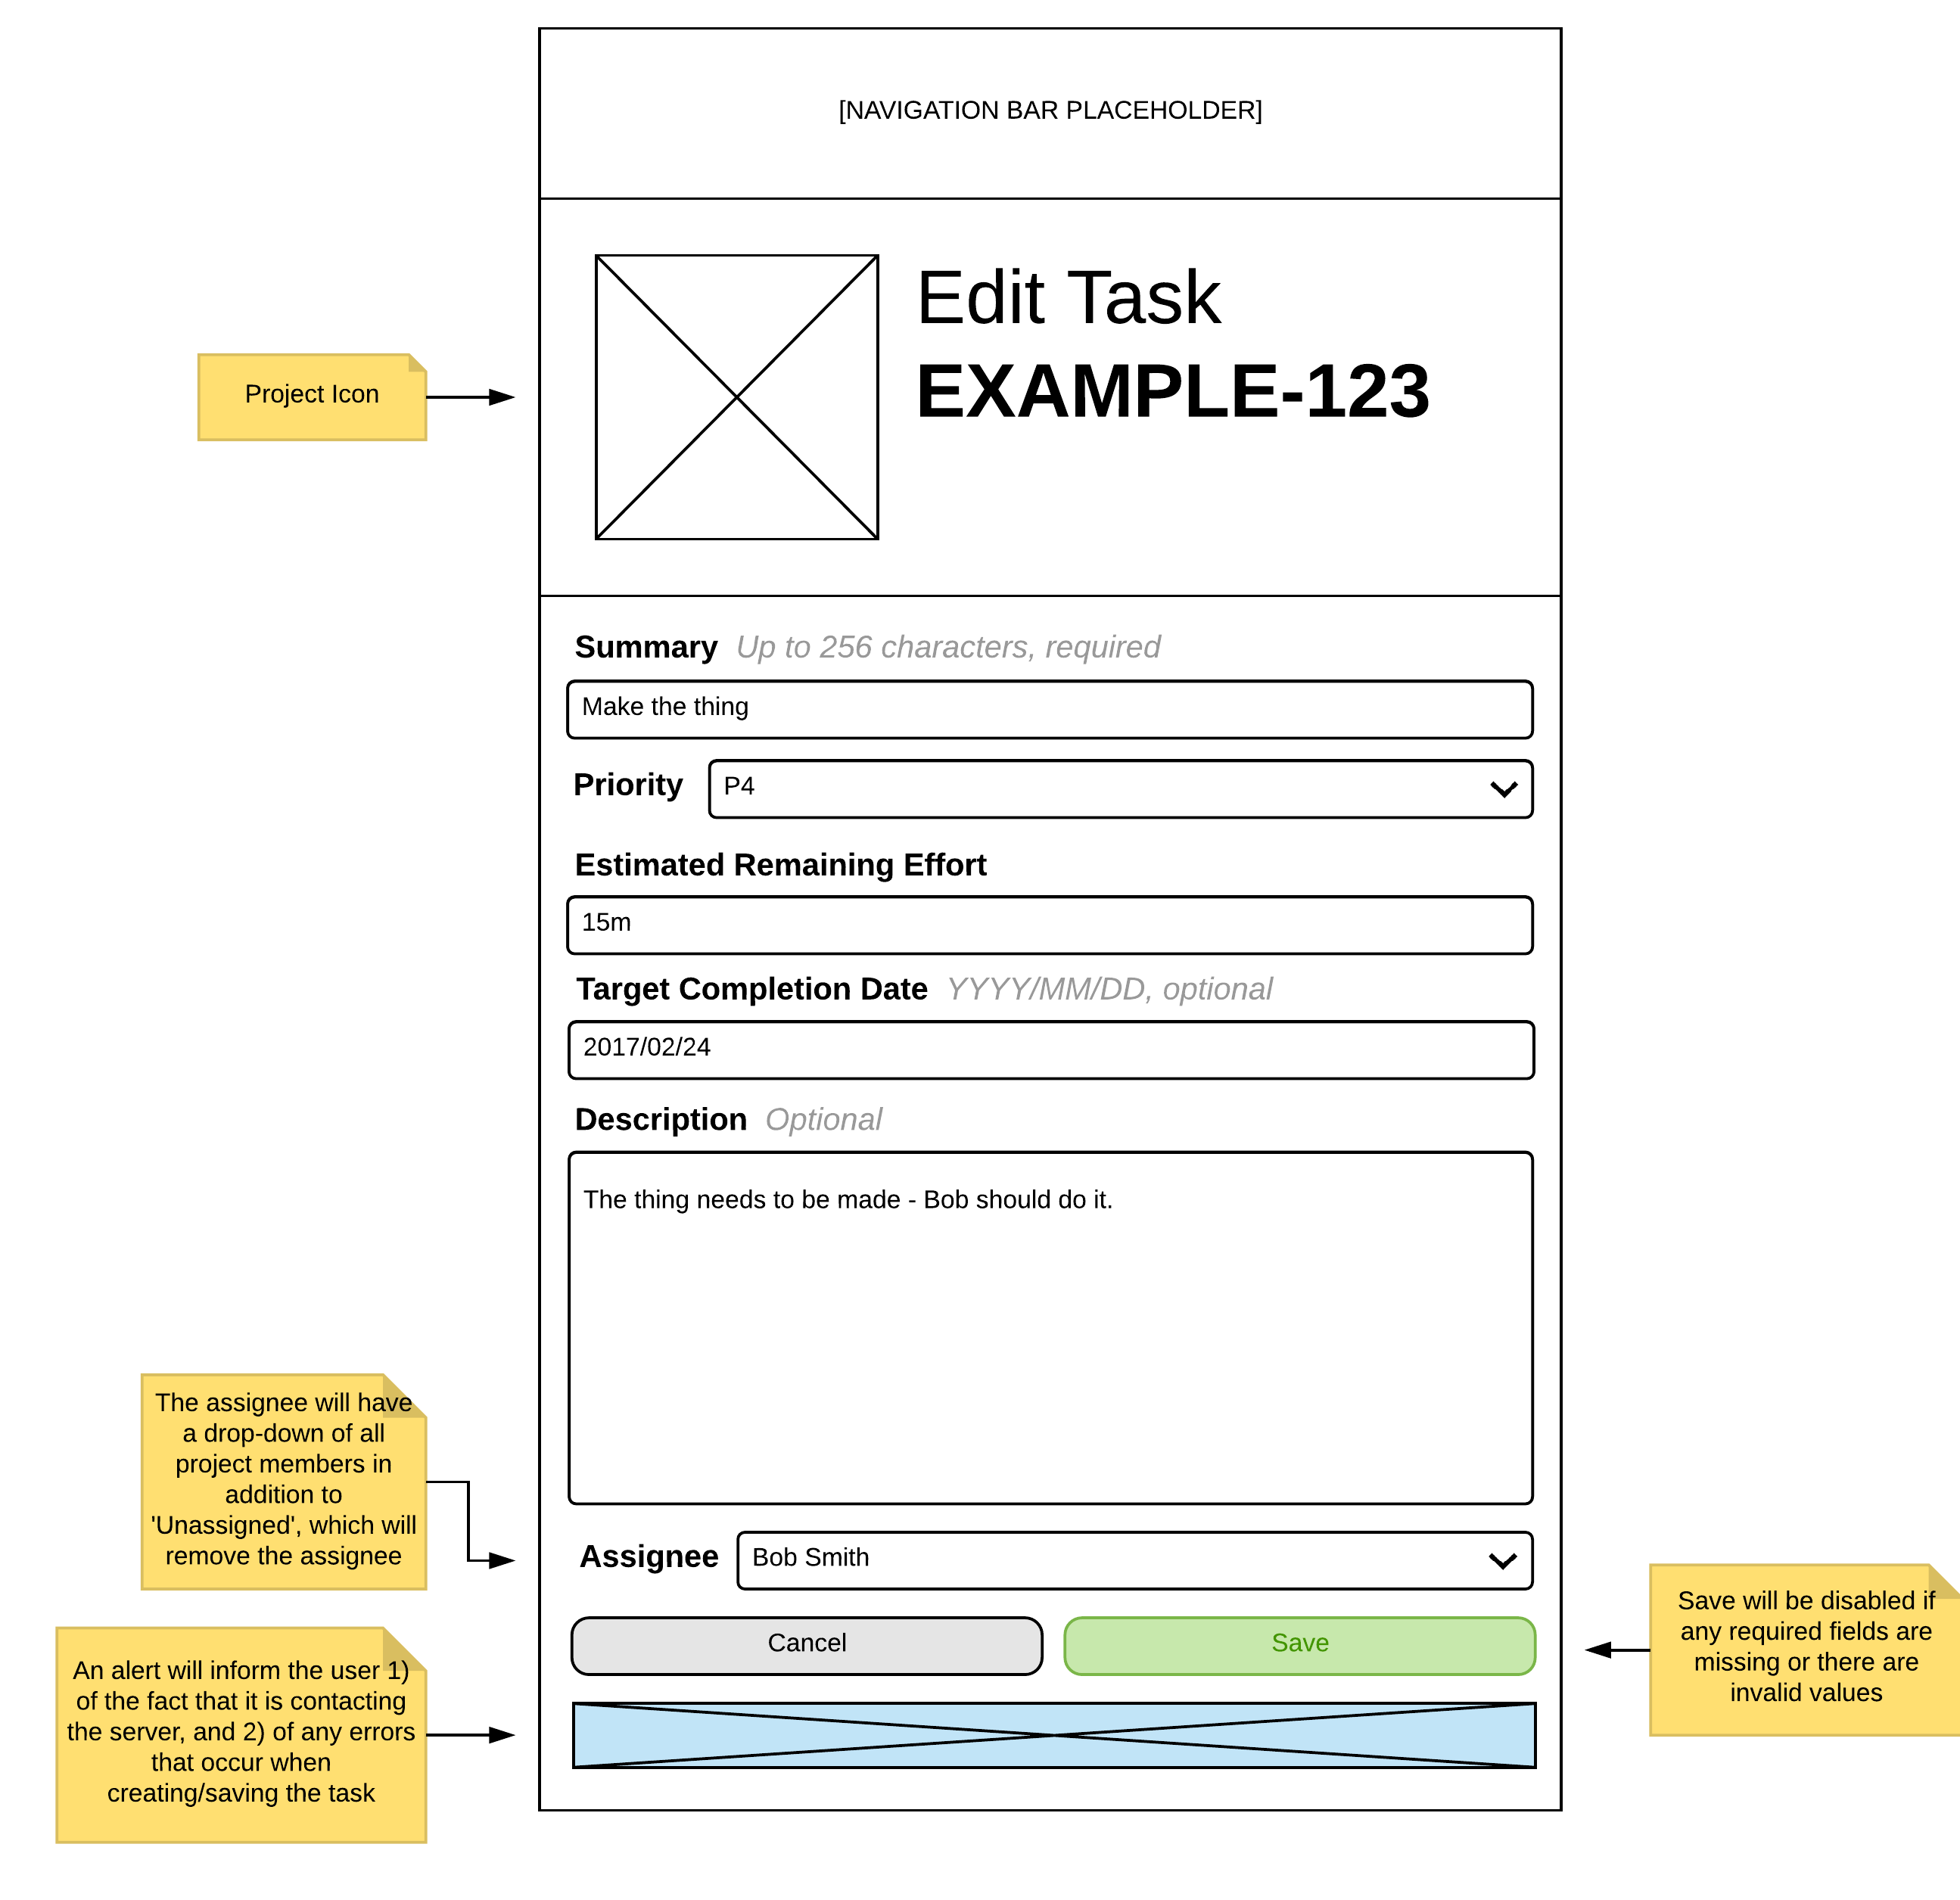 [NAVIGATION BAR PLACEHOLDER]
Edit Task
EXAMPLE-123
Project Icon
Summary Up to 256 characters, required
Make the thing
Priority P4
Estimated Remaining Effort
15m
Target Completion Date YYYY/MM/DD, optional
2017/02/24
Description Optional
The thing needs to be made - Bob should do it.
The assignee will have
a drop-down of all
project members in
addition to
'Unassigned', which will
remove the assignee
Assignee Bob Smith
Cancel Save
Save will be disabled if
any required fields are
missing or there are
invalid values
An alert will inform the user 1)
of the fact that it is contacting
the server, and 2) of any errors
that occur when
creating/saving the task